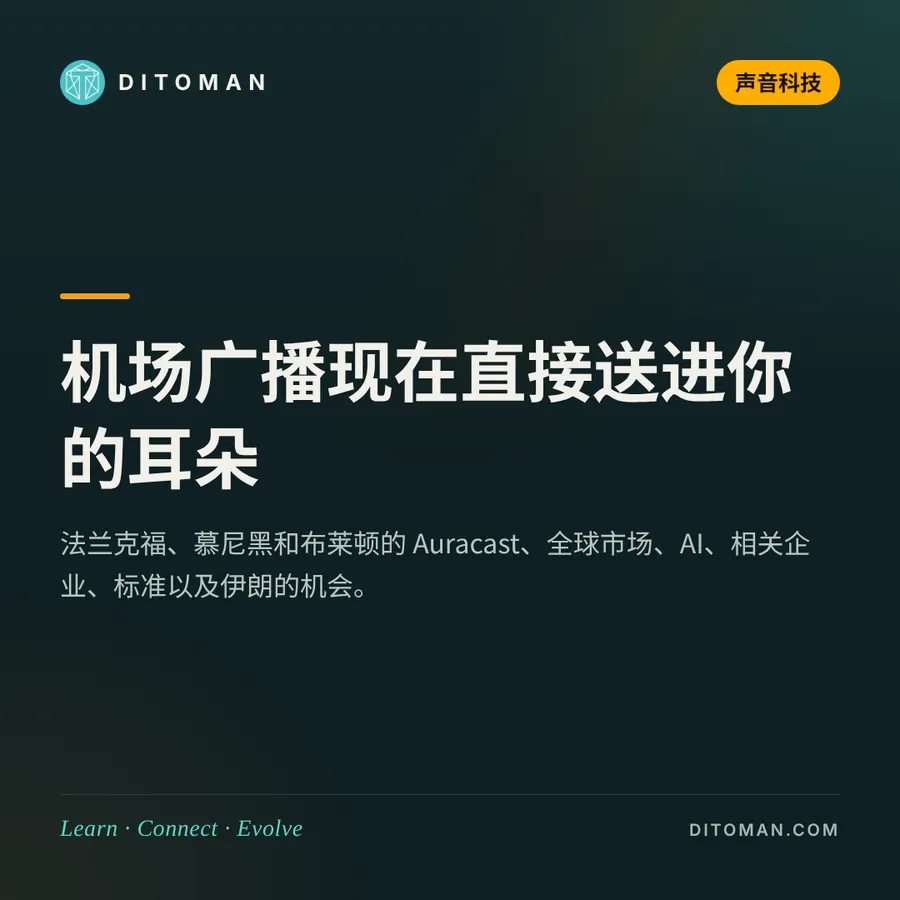 DITOMAN
声音科技
机场广播现在直接送进你
的耳朵
法兰克福、慕尼黑和布莱顿的 Auracast、全球市场、AI、相关企
业、标准以及伊朗的机会。
Learn · Connect · Evolve
DITOMAN.COM